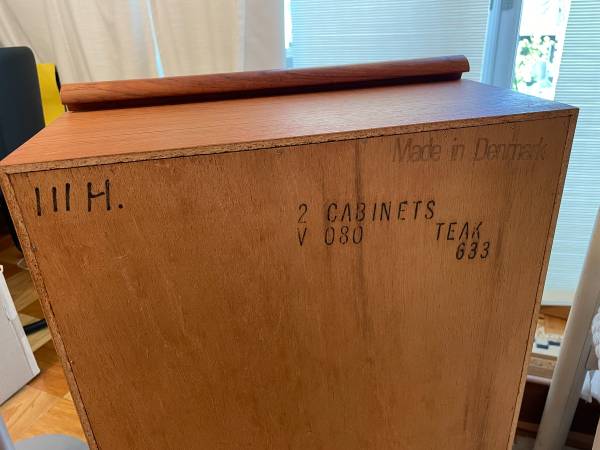 Made in Denmark
III H.
2 CABINETS
V 080 TEAK
633